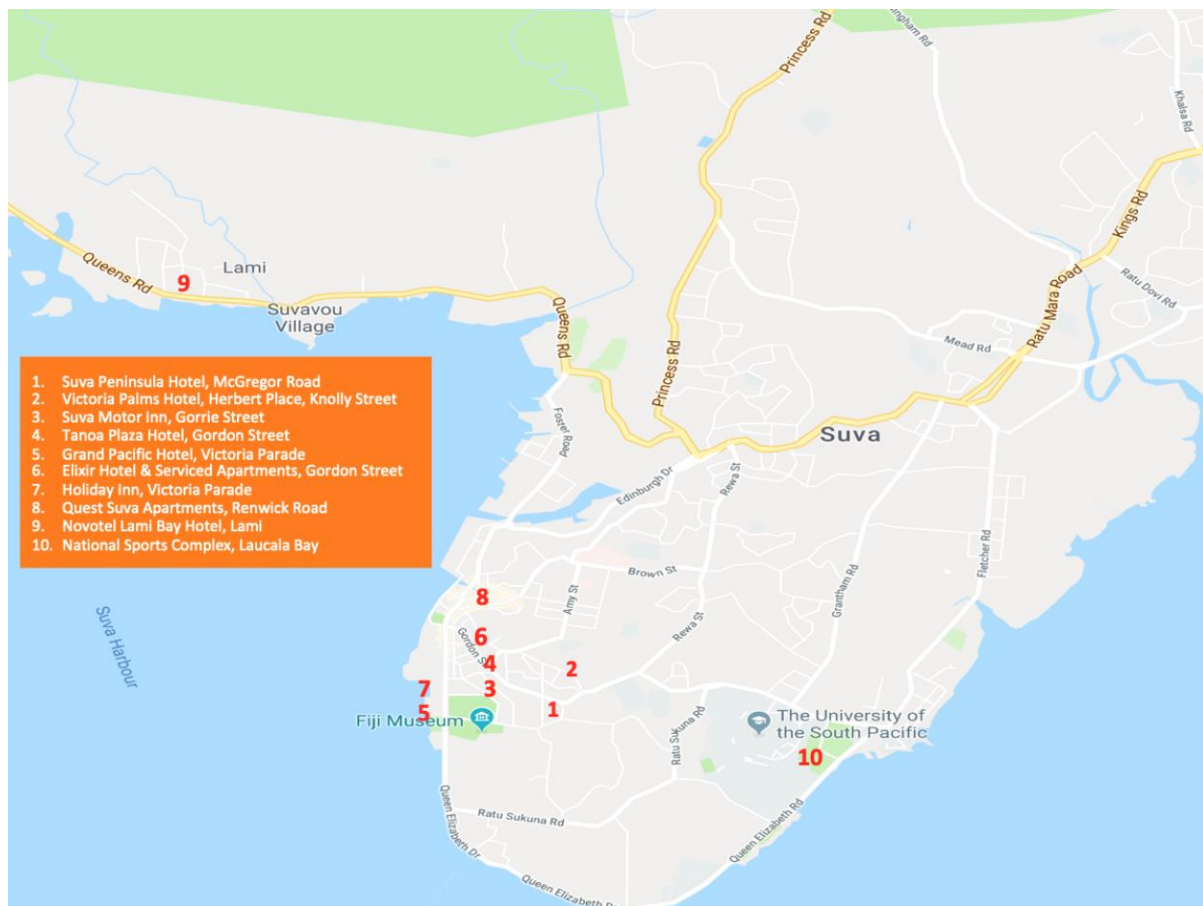 Princess Rd
ingham Rd
Khalsa Rd
Kings Rd
Queens Rd
9
Lami
Suvavou
Village
Queens Rd
Ratu Dovi Rd
Ratu Mara Road
Mead Rd
Princess Rd
1. Suva Peninsula Hotel, McGregor Road
2. Victoria Palms Hotel, Herbert Place, Knolly Street
3. Suva Motor Inn, Gorrie Street
4. Tanoa Plaza Hotel, Gordon Street
5. Grand Pacific Hotel, Victoria Parade
6. Elixir Hotel & Serviced Apartments, Gordon Street
7. Holiday Inn, Victoria Parade
8. Quest Suva Apartments, Renwick Road
9. Novotel Lami Bay Hotel, Lami
10. National Sports Complex, Laucala Bay
Suva
Edinburgh Dr
Rewa St
Fletcher Rd
Brown St
Amy St
Grantham Rd
8
Suva Harbour
6
Gordon St
Rewa St
4
2
7
3
5
Fiji Museum
1
Ratu Sukuna Rd
The University of
the South Pacific
10
Ratu Sukuna Rd
Queen Elizabeth Dr
Queen Elizabeth Rd
Queen Elizabeth Dr